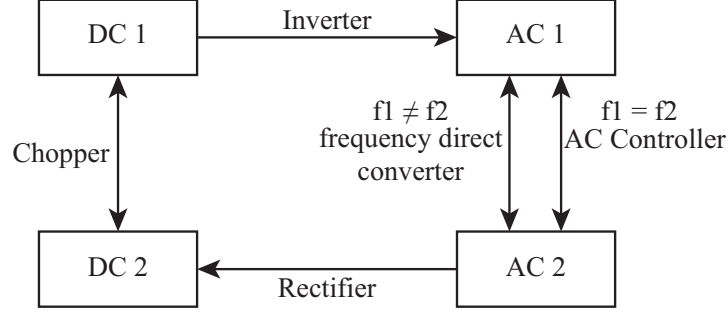 DC 1
Inverter
AC 1
Chopper
f1 ≠ f2
frequency direct
converter
f1 = f2
AC Controller
DC 2
Rectifier
AC 2